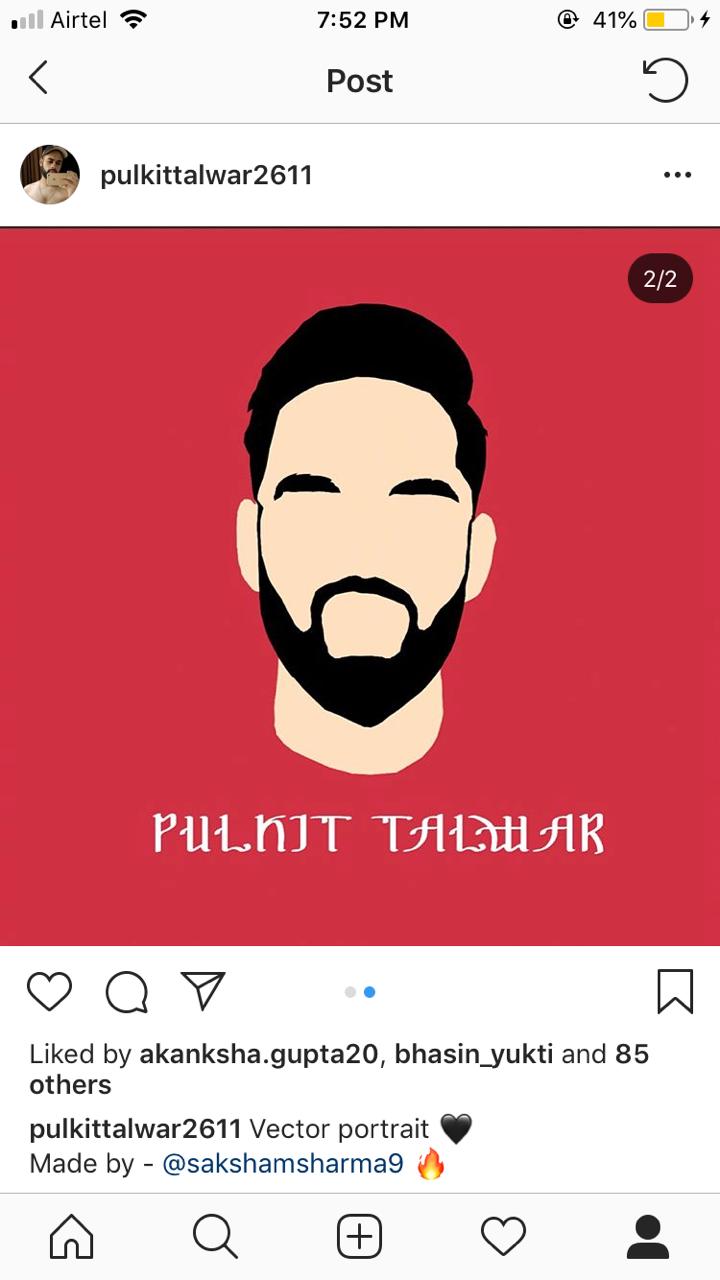 Airtel 7:52 PM 41%
Post
pulkittalwar2611
2/2
PULKIT TALWAR
Liked by akanksha.gupta20, bhasin_yukti and 85
others
pulkittalwar2611 Vector portrait 🖤
Made by - @sakshamsharma9 🔥